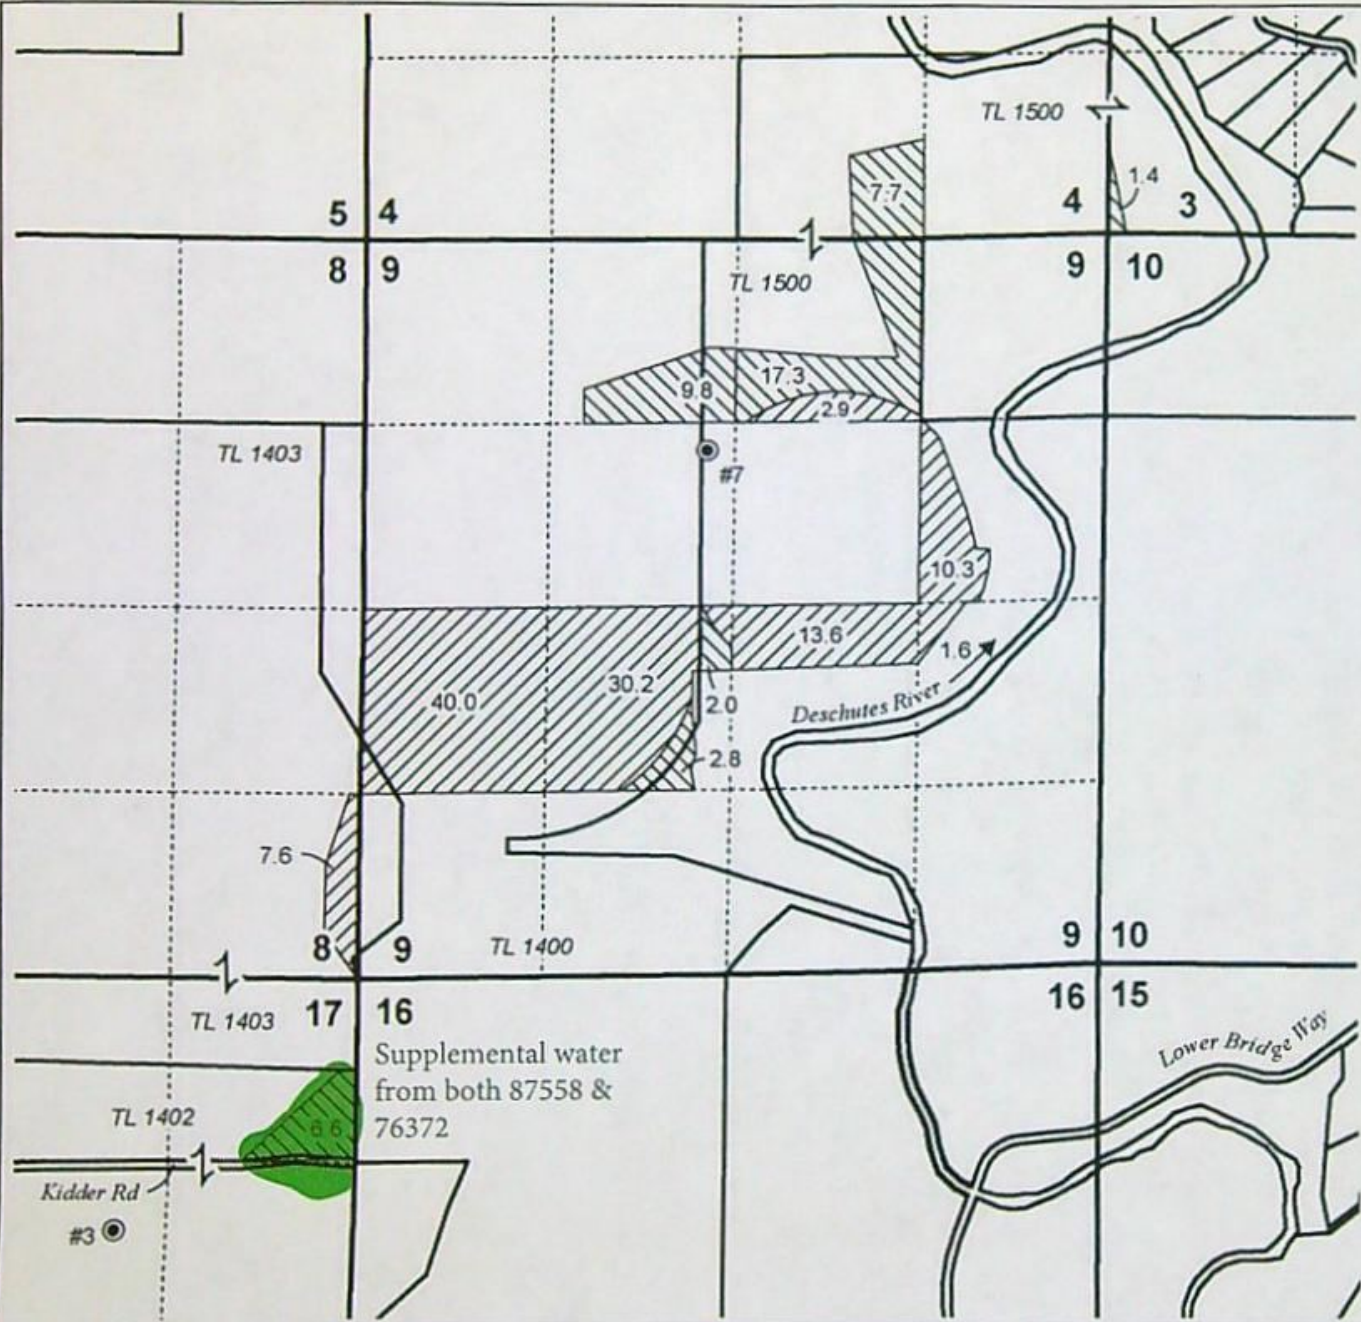 TL 1500
7.7
1.4
5 4
4 3
8 9
9 10
TL 1500
17.3
9.8
2.9
TL 1403
#7
10.3
13.6
1.6
30.2
40.0
2.0
Deschutes River
2.8
7.6
8 9
TL 1400
9 10
17 16
16 15
TL 1403
Lower Bridge Way
Supplemental water
from both 87558 &
76372
TL 1402
6.6
Kidder Rd
#3